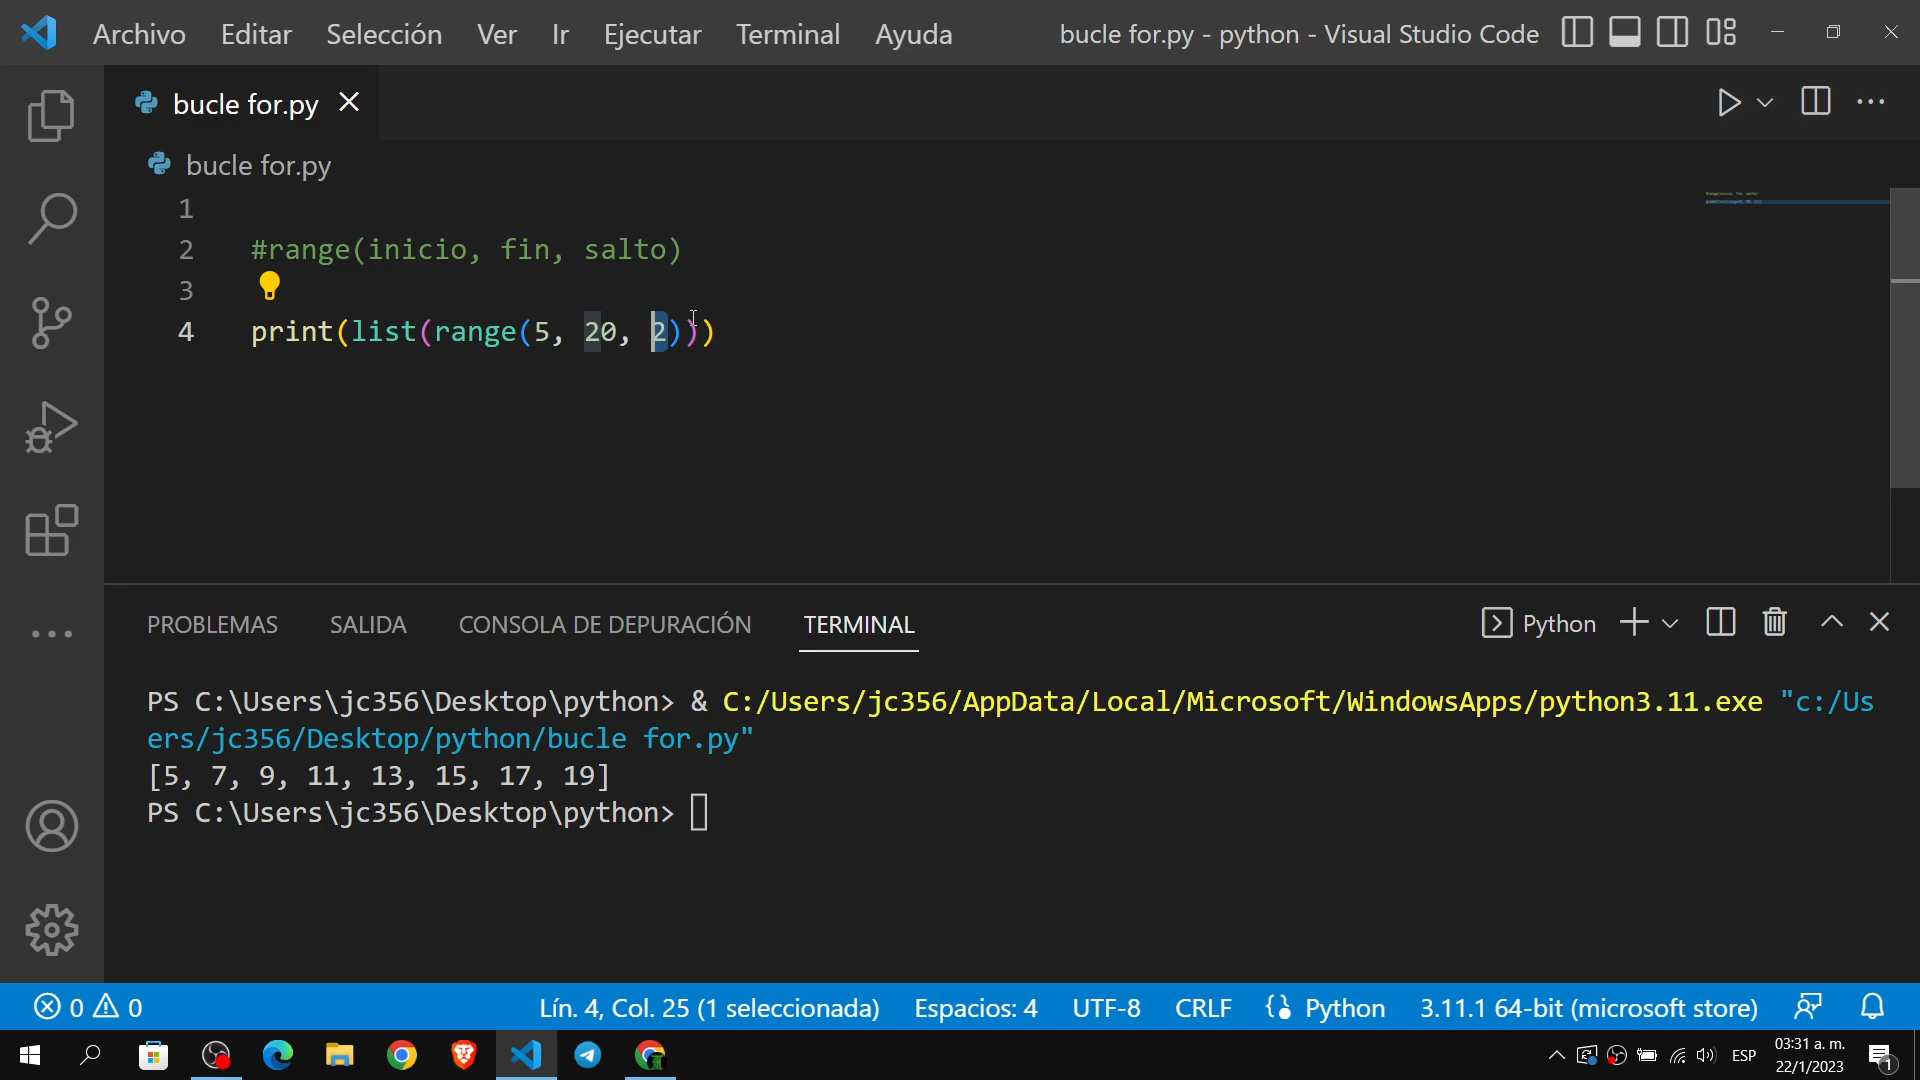 Archivo Editar Selección Ver Ir Ejecutar Terminal Ayuda bucle for.py - python - Visual Studio Code
bucle for.py
bucle for.py
1
2 #range(inicio, fin, salto)
3
4 print(list(range(5, 20, 2)))
PROBLEMAS SALIDA CONSOLA DE DEPURACIÓN TERMINAL Python
PS C:\Users\jc356\Desktop\python> & C:/Users/jc356/AppData/Local/Microsoft/WindowsApps/python3.11.exe "c:/Us
ers/jc356/Desktop/python/bucle for.py"
[5, 7, 9, 11, 13, 15, 17, 19]
PS C:\Users\jc356\Desktop\python>
0 0 Lín. 4, Col. 25 (1 seleccionada) Espacios: 4 UTF-8 CRLF Python 3.11.1 64-bit (microsoft store)
ESP 03:31 a. m.
22/1/2023 1